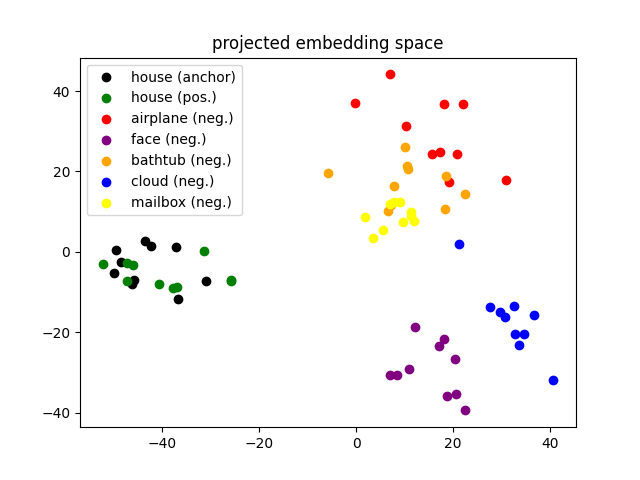 projected embedding space
house (anchor)
house (pos.)
airplane (neg.)
face (neg.)
bathtub (neg.)
cloud (neg.)
mailbox (neg.)
40
20
0
−20
−40
−40 −20 0 20 40